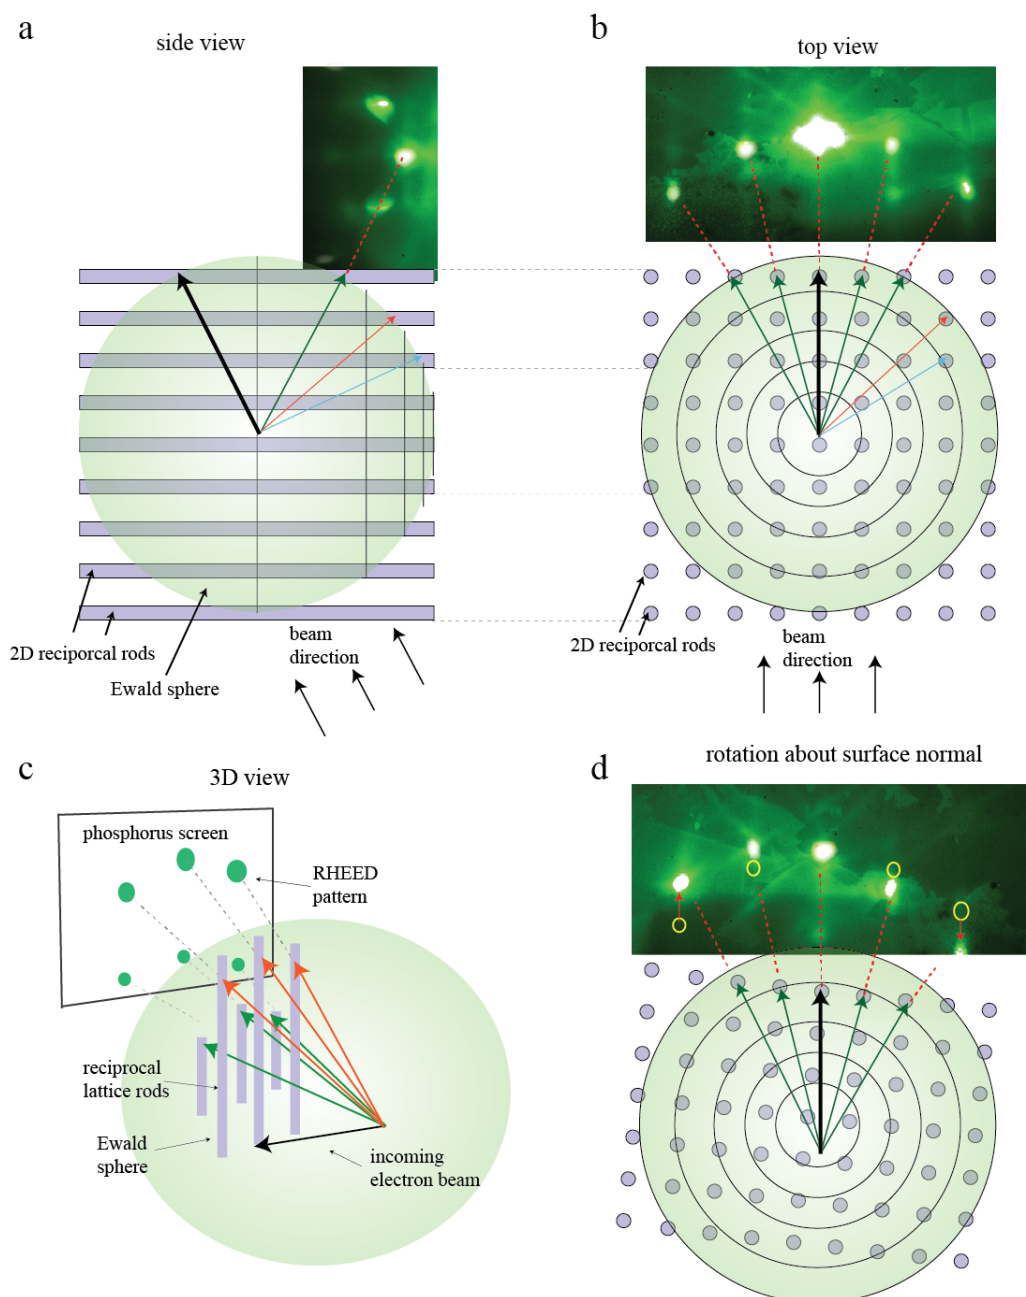 a
side view
b
top view
2D reciporcal rods
Ewald sphere
beam
direction
2D reciporcal rods
beam
direction
c
3D view
phosphorus screen
RHEED
pattern
reciprocal
lattice rods
Ewald
sphere
incoming
electron beam
d
rotation about surface normal